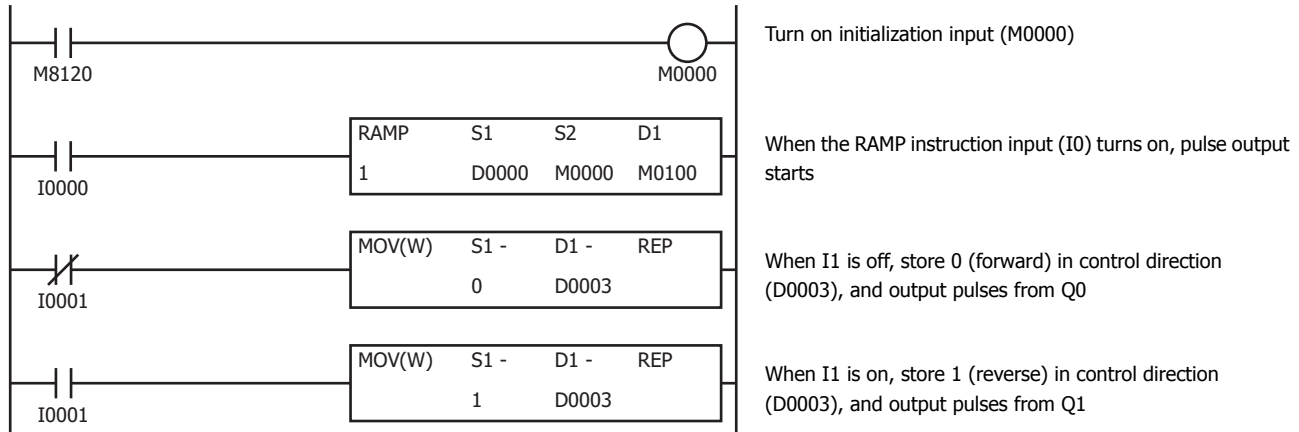 M8120
M0000
Turn on initialization input (M0000)
I0000
RAMP S1 S2 D1
1 D0000 M0000 M0100
When the RAMP instruction input (I0) turns on, pulse output
starts
I0001
MOV(W) S1 - D1 - REP
0 D0003
When I1 is off, store 0 (forward) in control direction
(D0003), and output pulses from Q0
I0001
MOV(W) S1 - D1 - REP
1 D0003
When I1 is on, store 1 (reverse) in control direction
(D0003), and output pulses from Q1